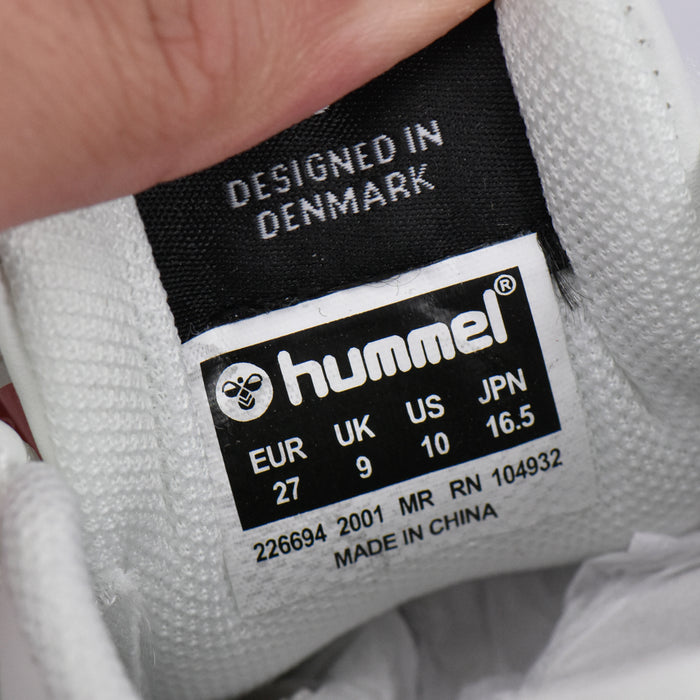 DESIGNED IN
DENMARK
hummel®
EUR UK US JPN
27 9 10 16.5
226694 2001 MR RN 104932
MADE IN CHINA